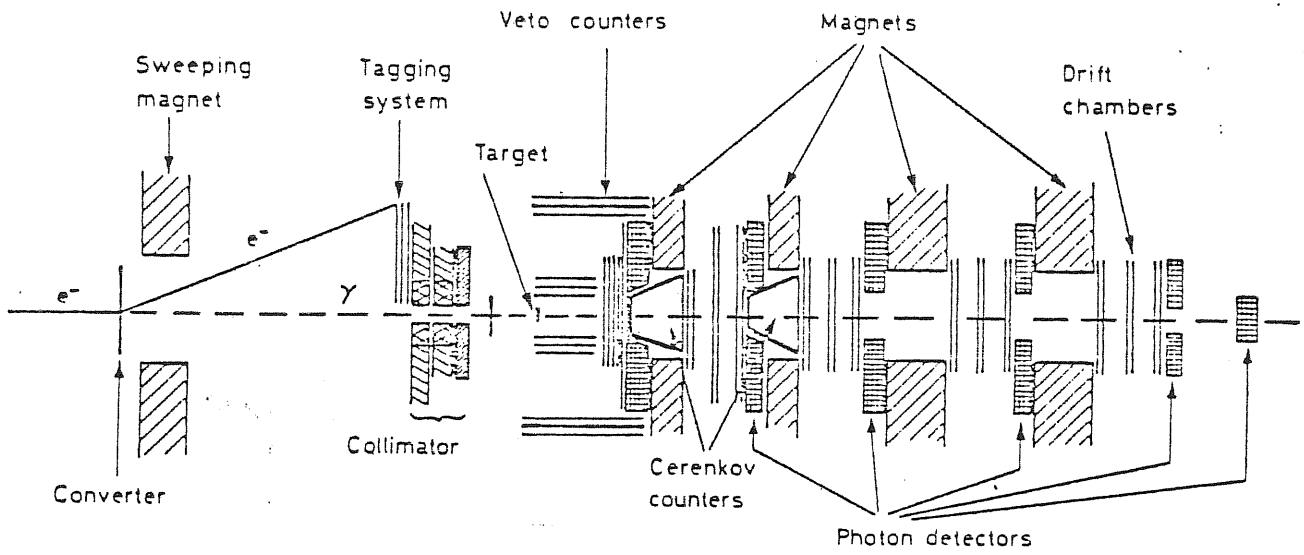 Veto counters
Magnets
Sweeping
magnet
Tagging
system
Drift
chambers
Target
e⁻
e⁻
γ
Collimator
Cerenkov
counters
Converter
Photon detectors